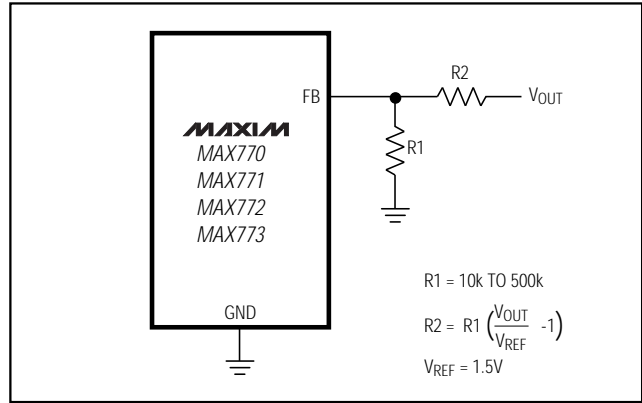 R2
FB
VOUT
MAXIM
R1
MAX770
MAX771
MAX772
MAX773
R1 = 10k TO 500k
GND
R2 = R1 (VOUT/VREF -1)
VREF = 1.5V